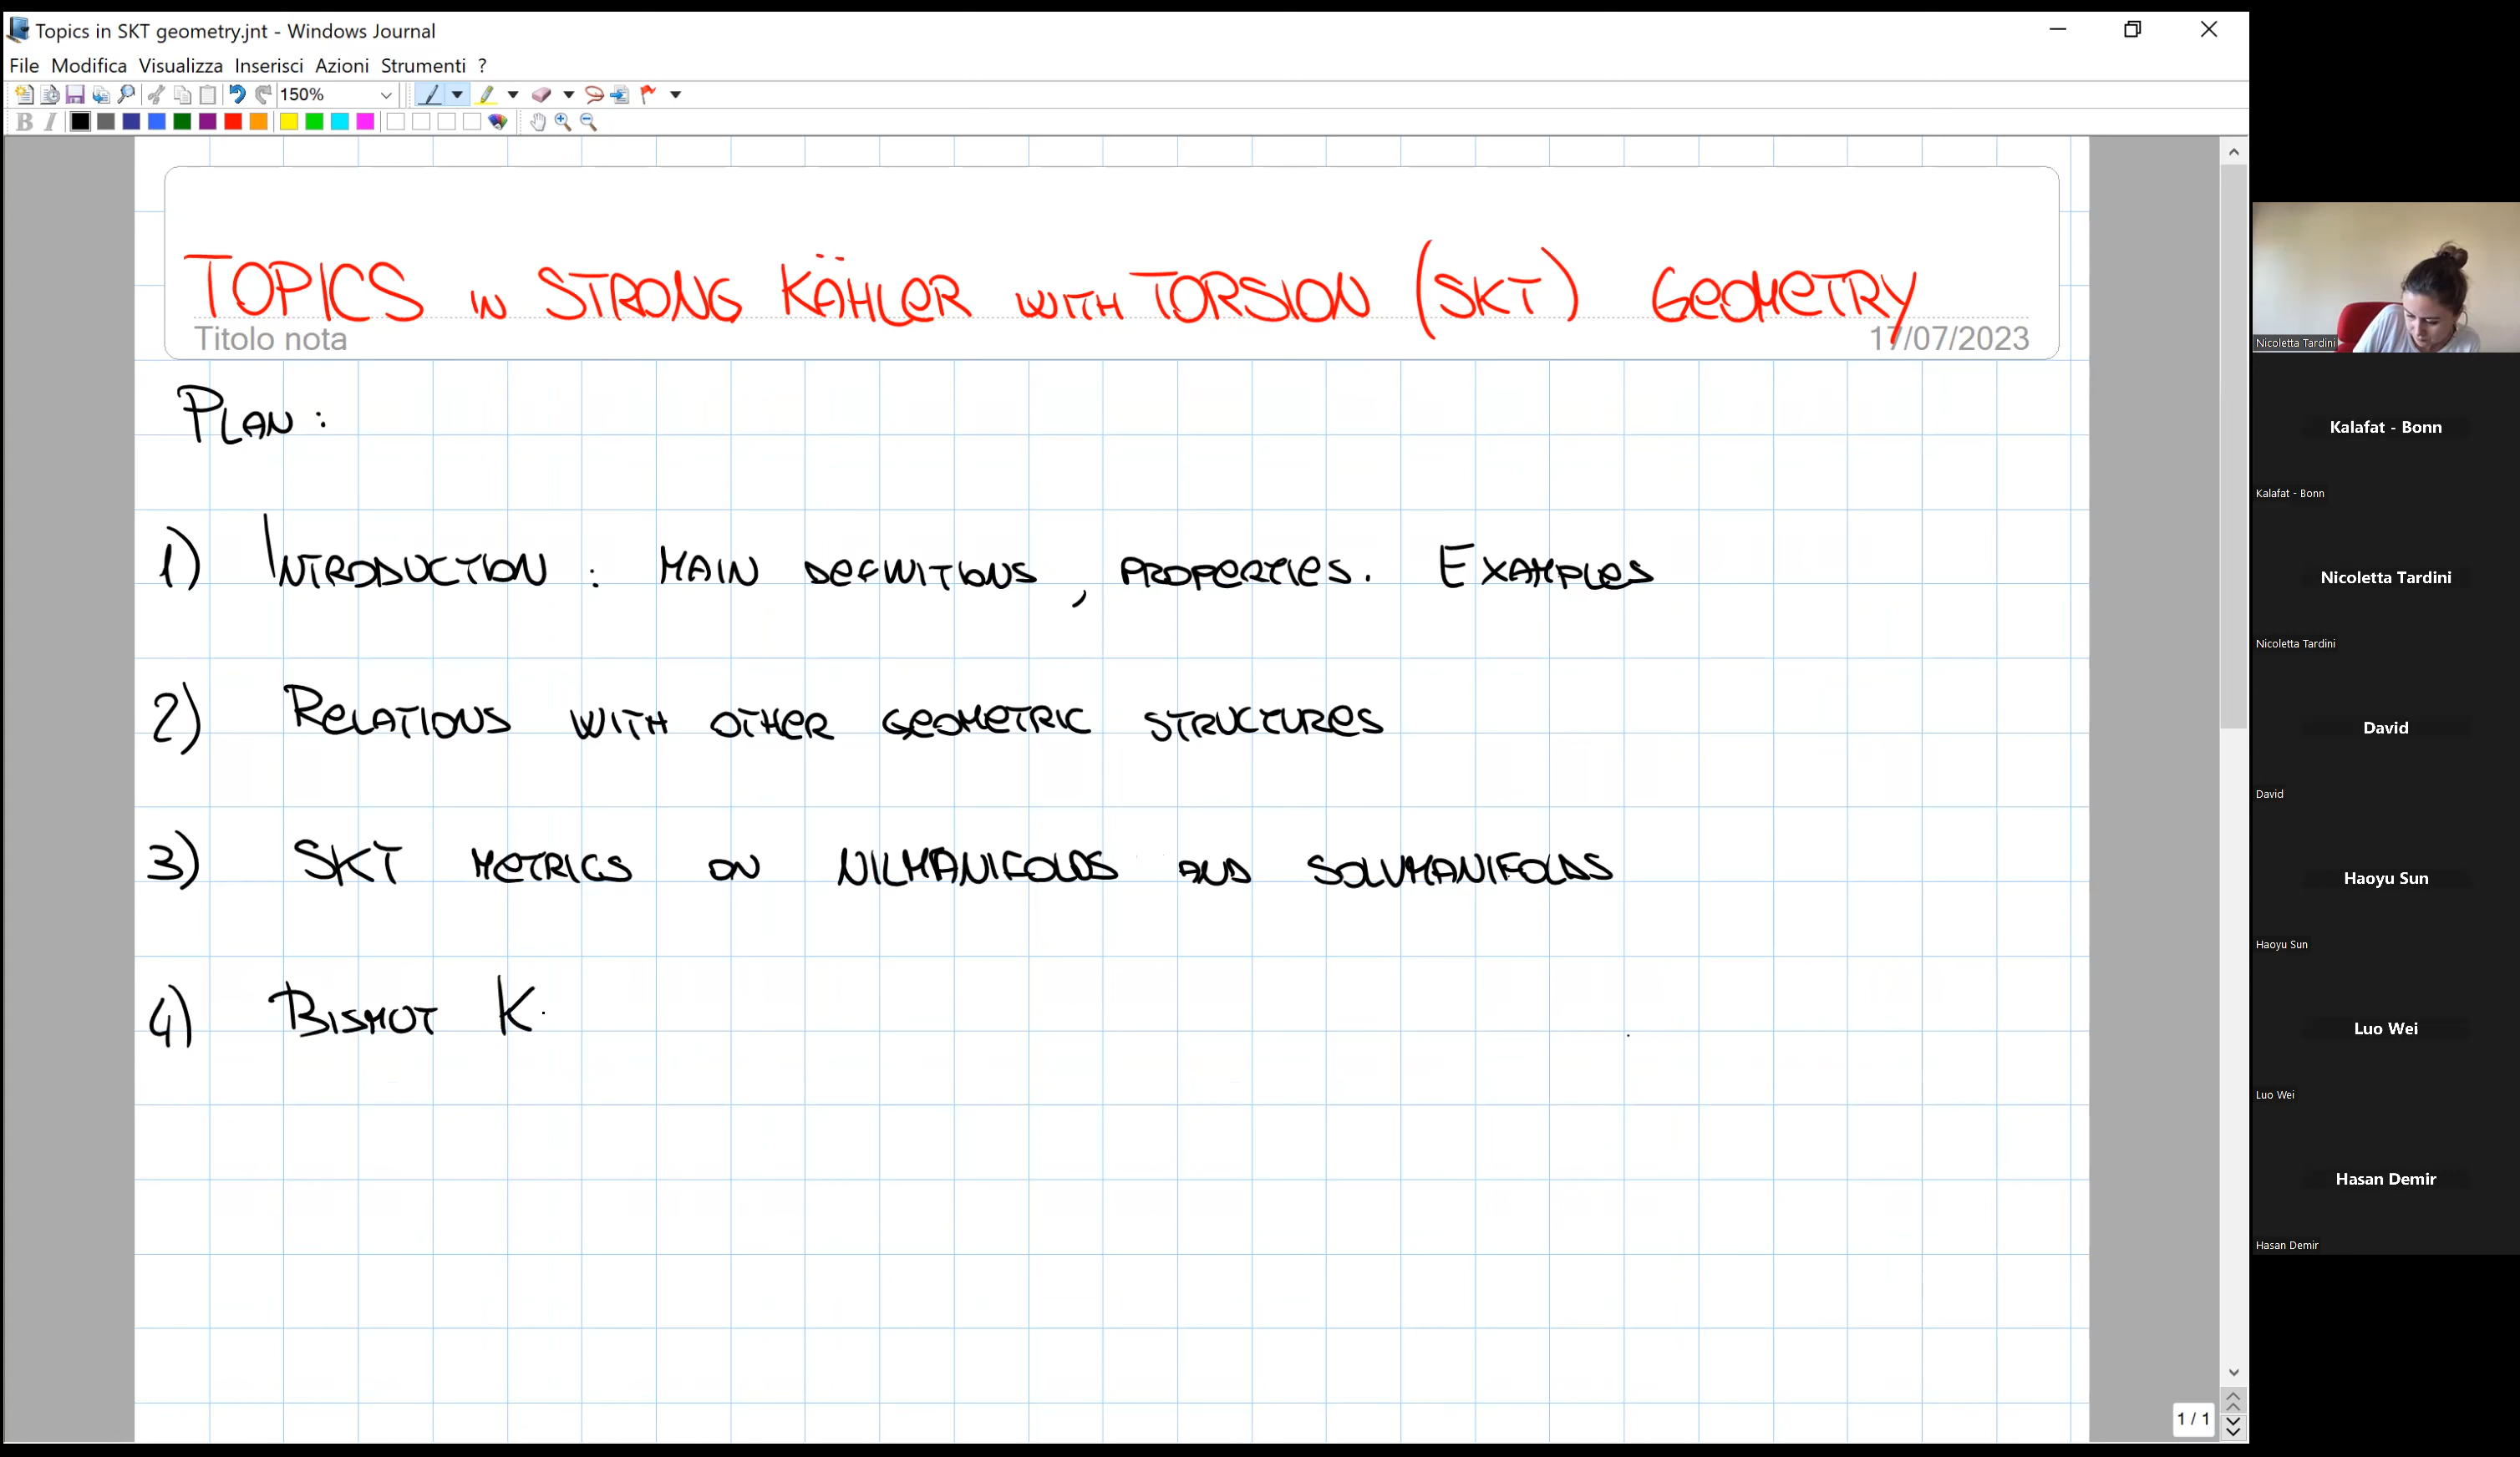 Topics in SKT geometry.jnt - Windows Journal
File Modifica Visualizza Inserisci Azioni Strumenti ?
150%
B I
TOPICS IN STRONG KÄHLER WITH TORSION (SKT) GEOMETRY
Titolo nota
17/07/2023
PLAN:
1) INTRODUCTION: MAIN DEFINITIONS, PROPERTIES. EXAMPLES
2) RELATIONS WITH OTHER GEOMETRIC STRUCTURES
3) SKT METRICS ON NILMANIFOLDS AND SOLVMANIFOLDS
4) BISMUT K
1 / 1
Nicoletta Tardini
Kalafat - Bonn
Kalafat - Bonn
Nicoletta Tardini
Nicoletta Tardini
David
David
Haoyu Sun
Haoyu Sun
Luo Wei
Luo Wei
Hasan Demir
Hasan Demir